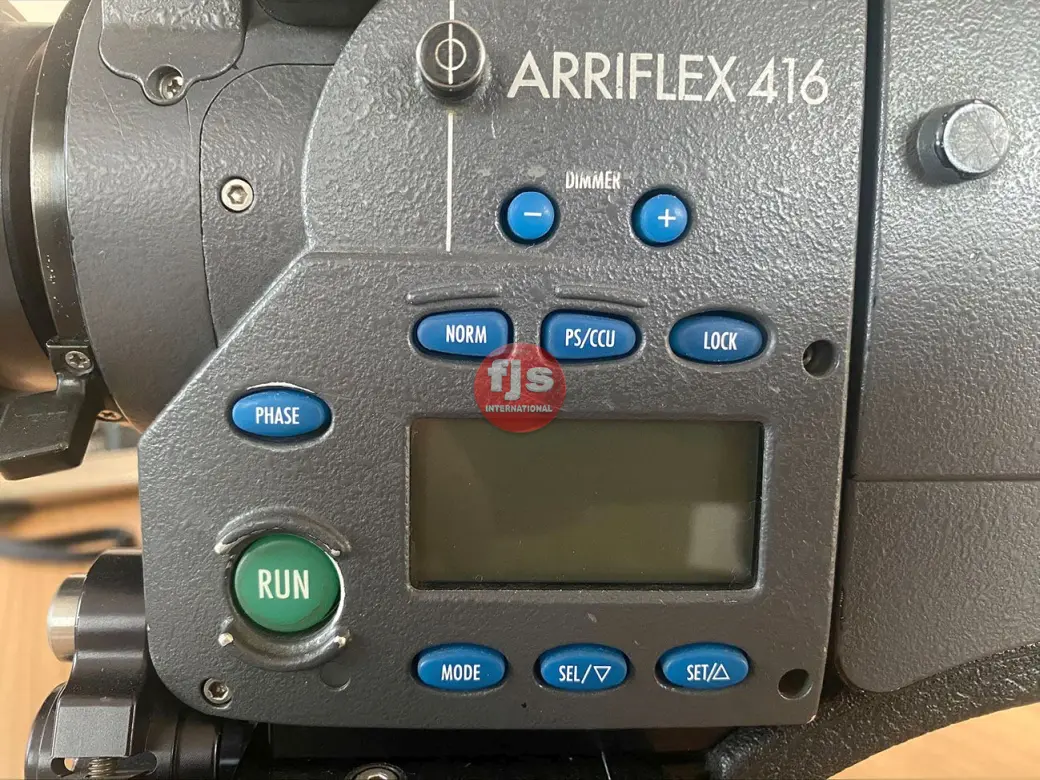 ARRIFLEX 416
DIMMER
− +
NORM PS/CCU LOCK
fjs
INTERNATIONAL
PHASE
RUN
MODE SEL/▽ SET/△